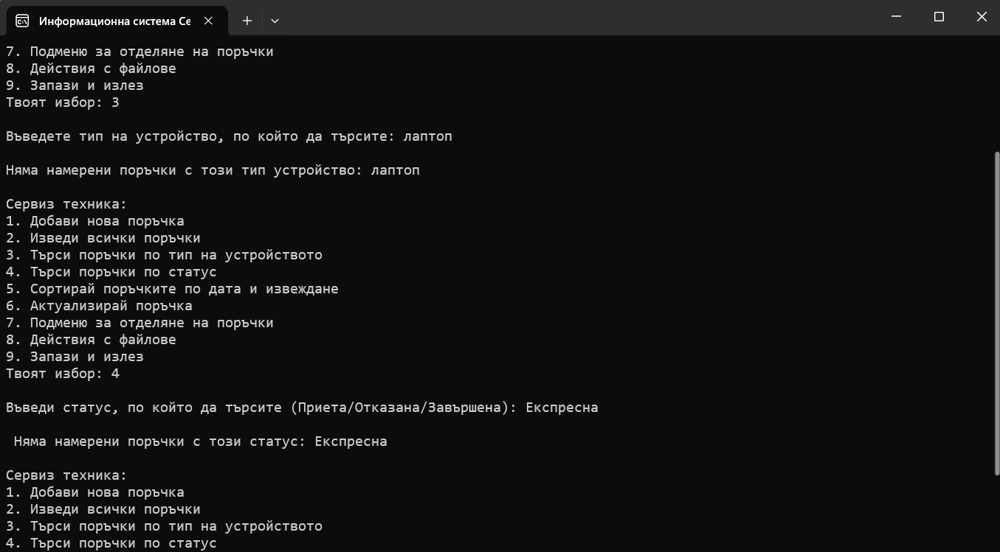 Информационна система Се
7. Подменю за отделяне на поръчки
8. Действия с файлове
9. Запази и излез
Твоят избор: 3
Въведете тип на устройство, по който да търсите: лаптоп
Няма намерени поръчки с този тип устройство: лаптоп
Сервиз техника:
1. Добави нова поръчка
2. Изведи всички поръчки
3. Търси поръчки по тип на устройството
4. Търси поръчки по статус
5. Сортирай поръчките по дата и извеждане
6. Актуализирай поръчка
7. Подменю за отделяне на поръчки
8. Действия с файлове
9. Запази и излез
Твоят избор: 4
Въведи статус, по който да търсите (Приета/Отказана/Завършена): Експресна
Няма намерени поръчки с този статус: Експресна
Сервиз техника:
1. Добави нова поръчка
2. Изведи всички поръчки
3. Търси поръчки по тип на устройството
4. Търси поръчки по статус